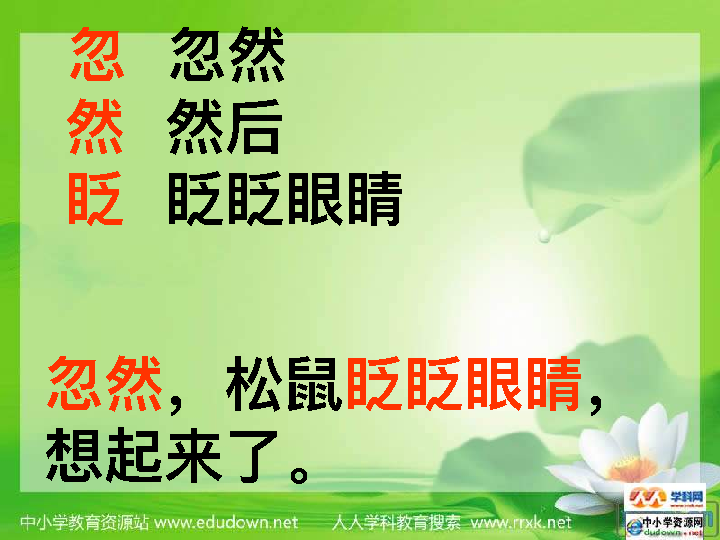 忽 忽然
然 然后
眨 眨眨眼睛
忽然，松鼠眨眨眼睛，
想起来了。
学科网
中小学资源网
中小学教育资源站 www.edudown.net 人人学科教育搜索 www.rrxk.net